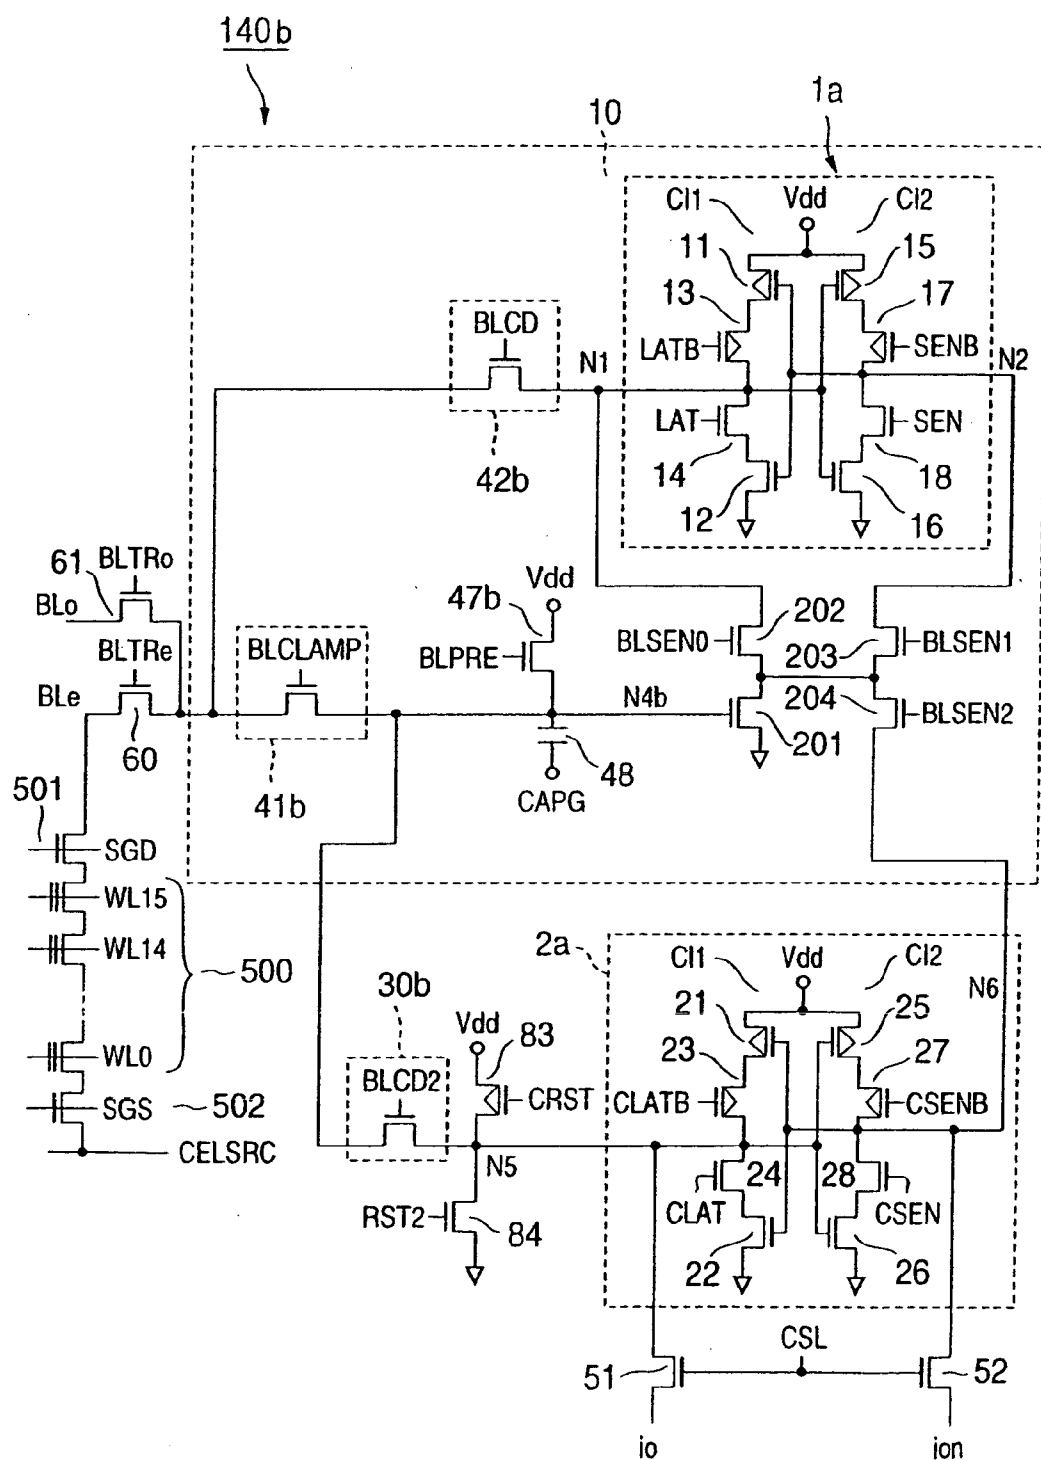 140b
1a
10
CI1
Vdd
CI2
11
15
13
17
BLCD
LATB
SENB
N1
N2
LAT
SEN
14
18
42b
12
16
61
BLTRo
Vdd
47b
BLo
202
BLSEN0
BLSEN1
203
BLTRe
BLCLAMP
BLPRE
BLe
N4b
204
BLSEN2
201
60
48
41b
CAPG
501
SGD
WL15
WL14
500
2a
CI1
Vdd
CI2
N6
30b
21
25
Vdd
83
23
27
WL0
BLCD2
CRST
CLATB
CSENB
SGS
502
CELSRC
N5
24
28
RST2
84
CLAT
CSEN
22
26
CSL
51
52
io
ion